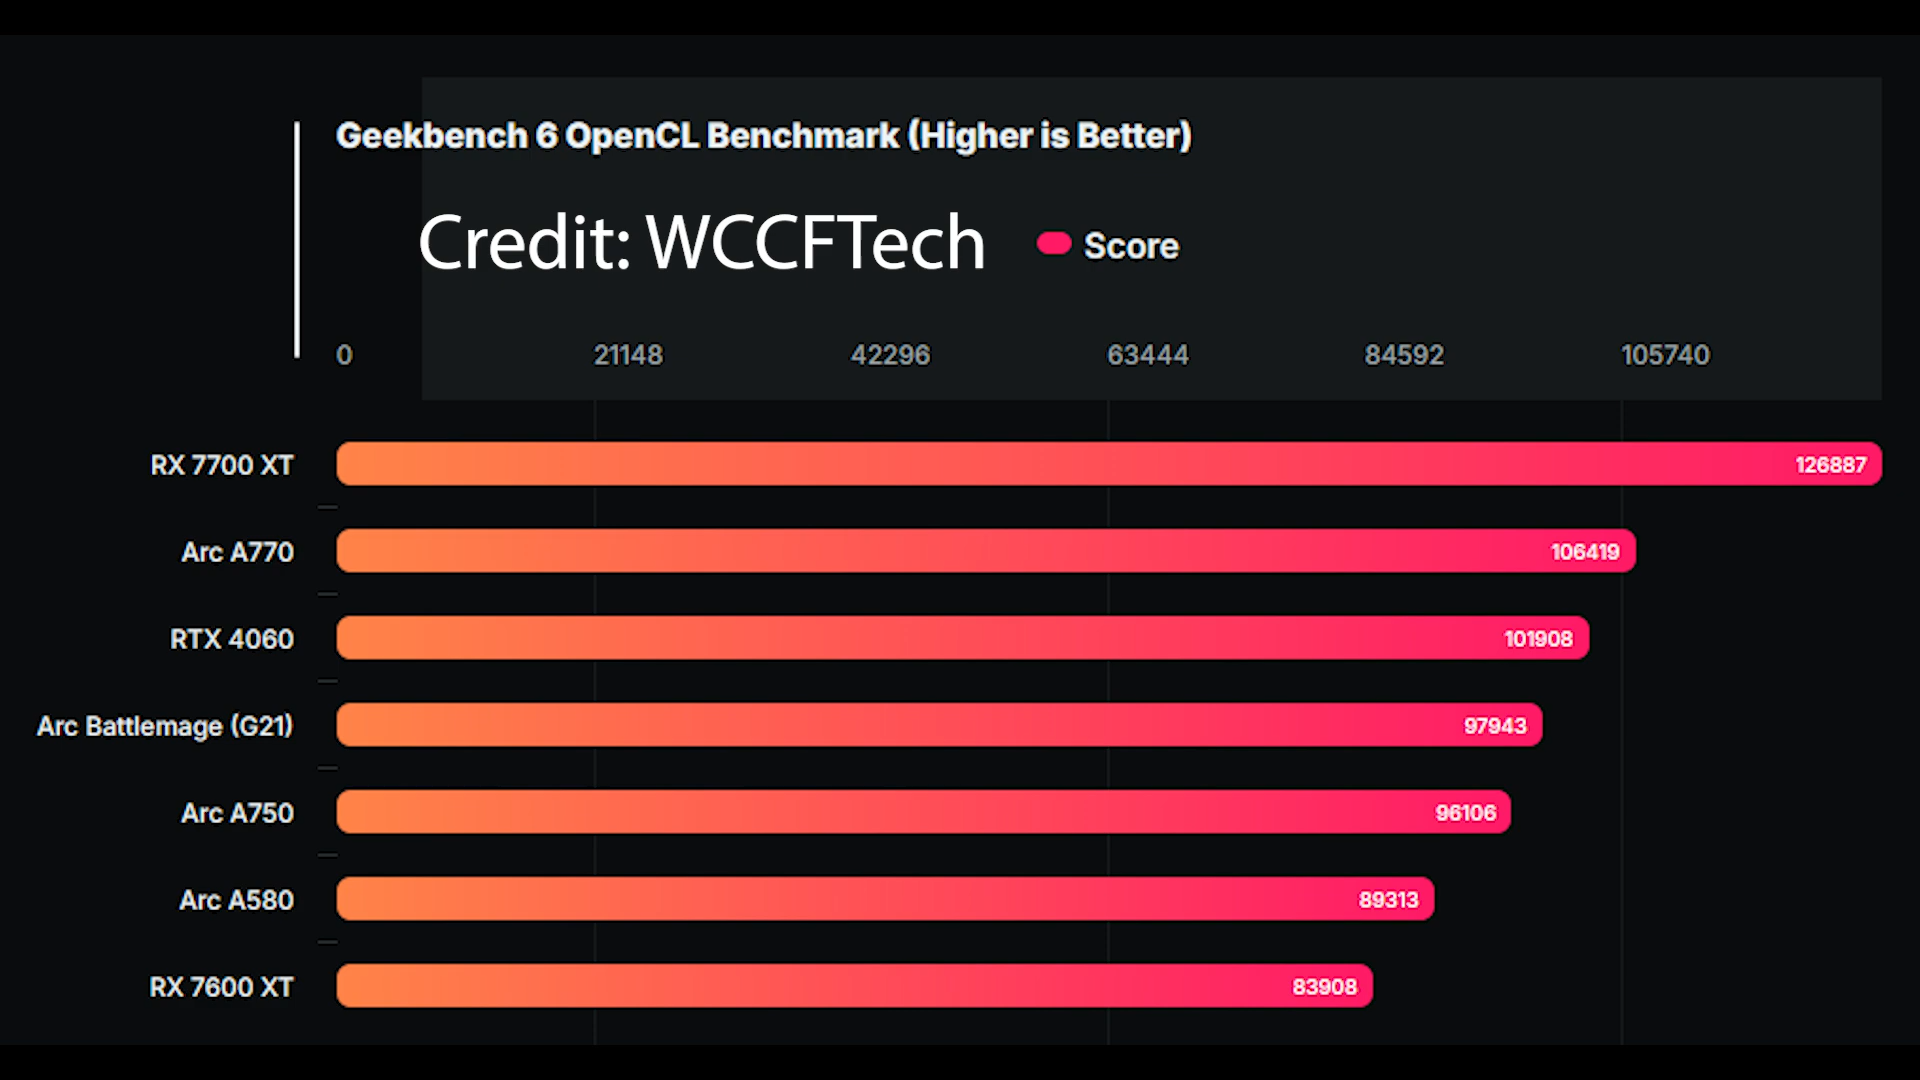 Geekbench 6 OpenCL Benchmark (Higher is Better)
Credit: WCCFTech
Score
0 21148 42296 63444 84592 105740
RX 7700 XT 126887
Arc A770 106419
RTX 4060 101908
Arc Battlemage (G21) 97943
Arc A750 96106
Arc A580 89313
RX 7600 XT 83908